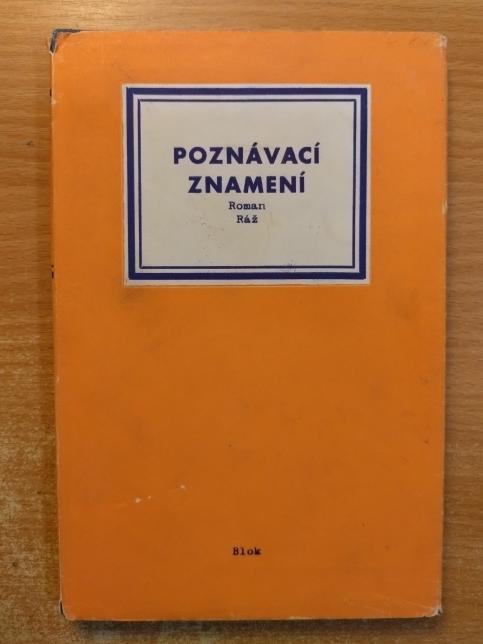 POZNÁVACÍ
ZNAMENÍ
Roman
Ráž
Blok